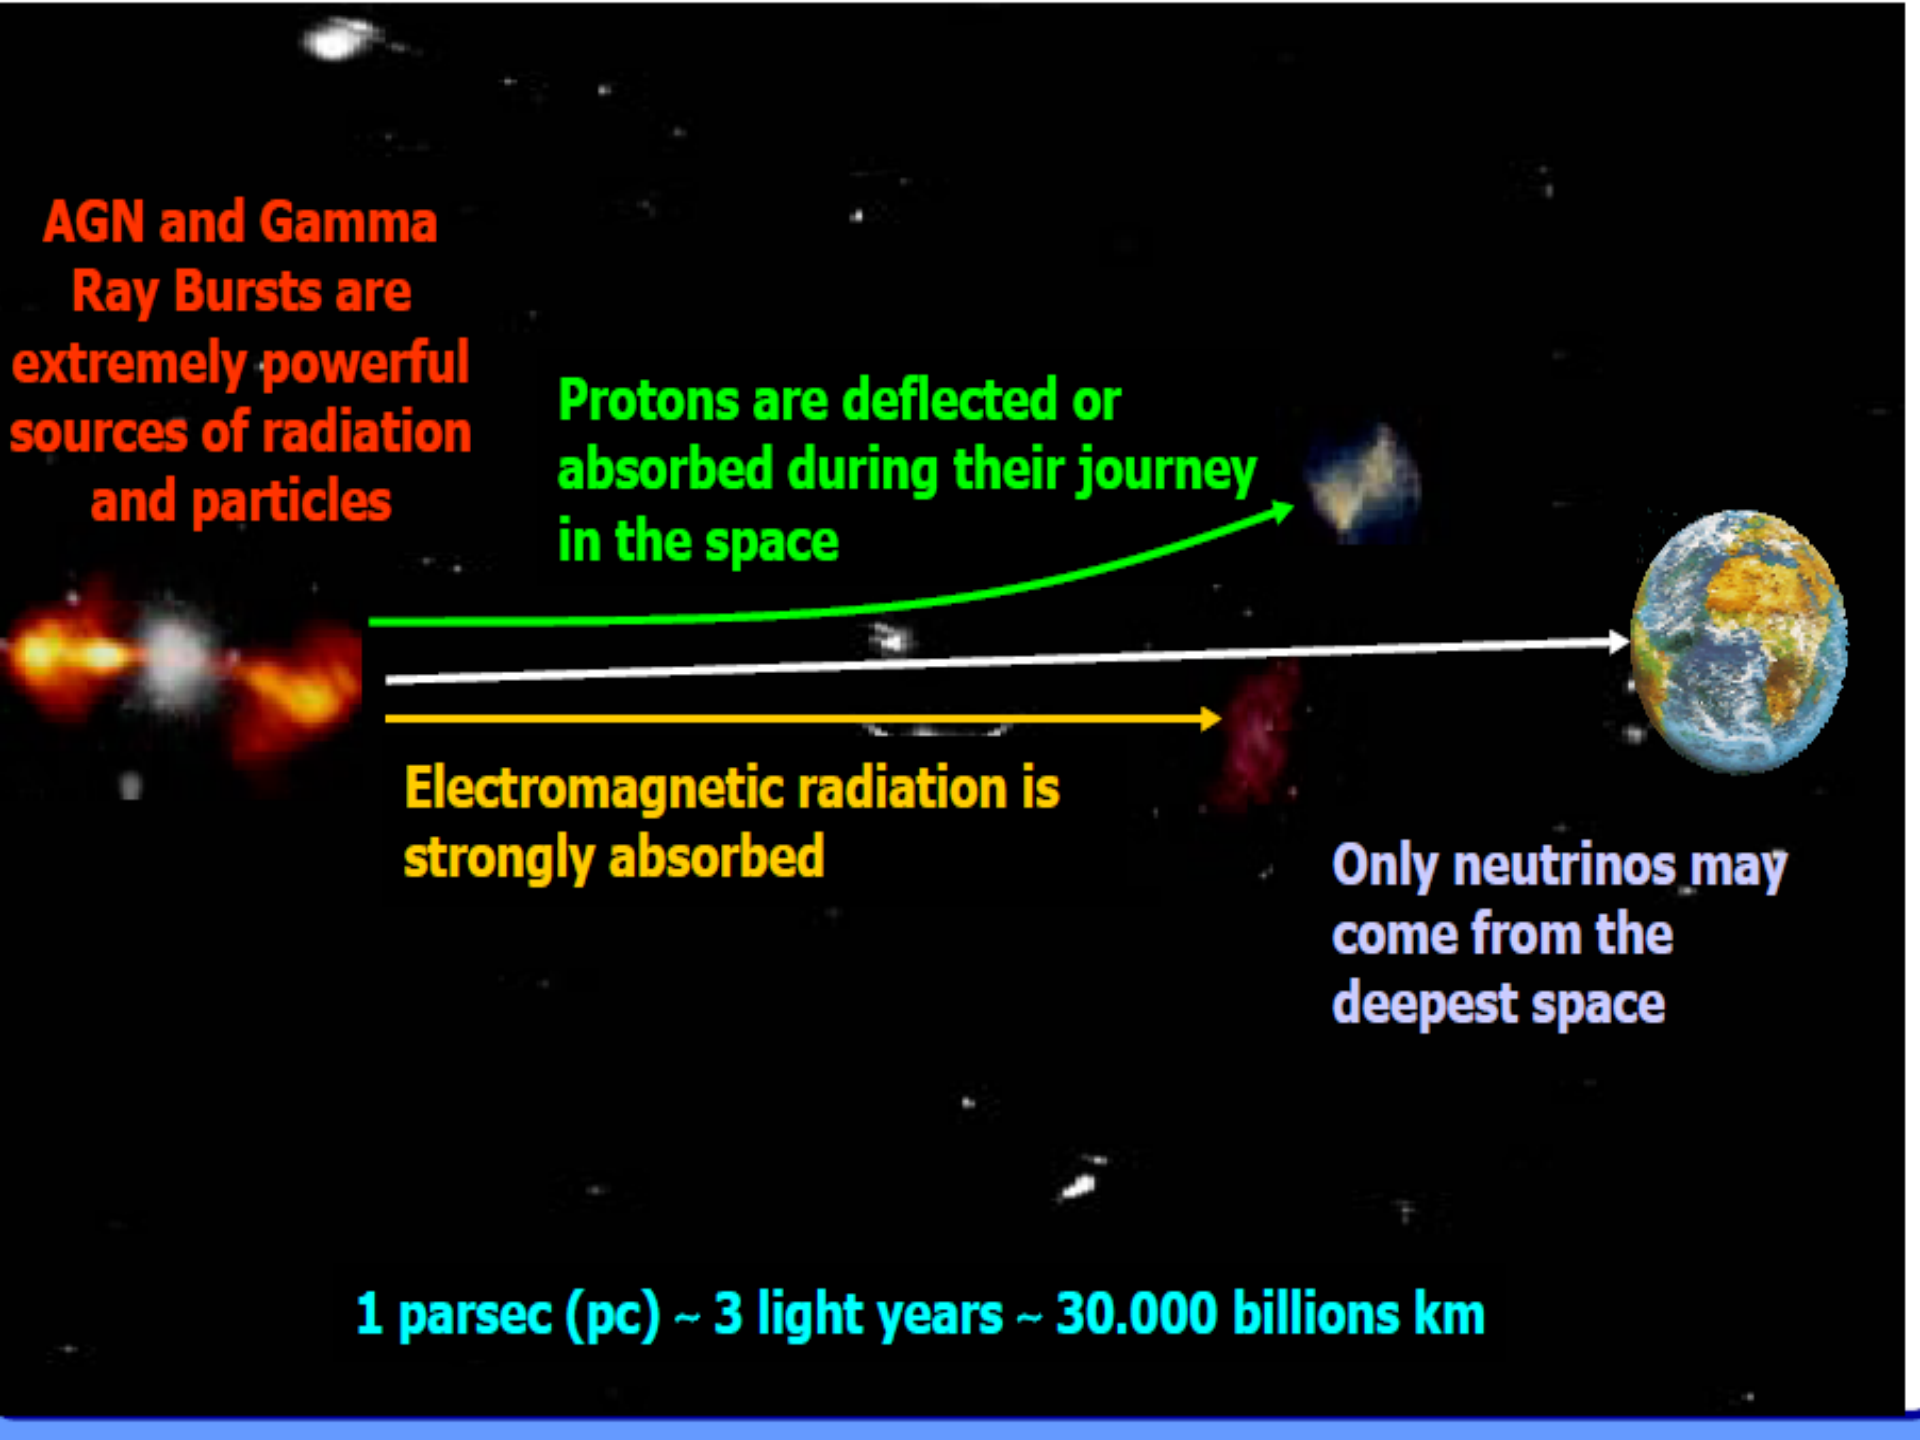 AGN and Gamma
Ray Bursts are
extremely powerful
sources of radiation
and particles
Protons are deflected or
absorbed during their journey
in the space
Electromagnetic radiation is
strongly absorbed
Only neutrinos may
come from the
deepest space
1 parsec (pc) ~ 3 light years ~ 30.000 billions km